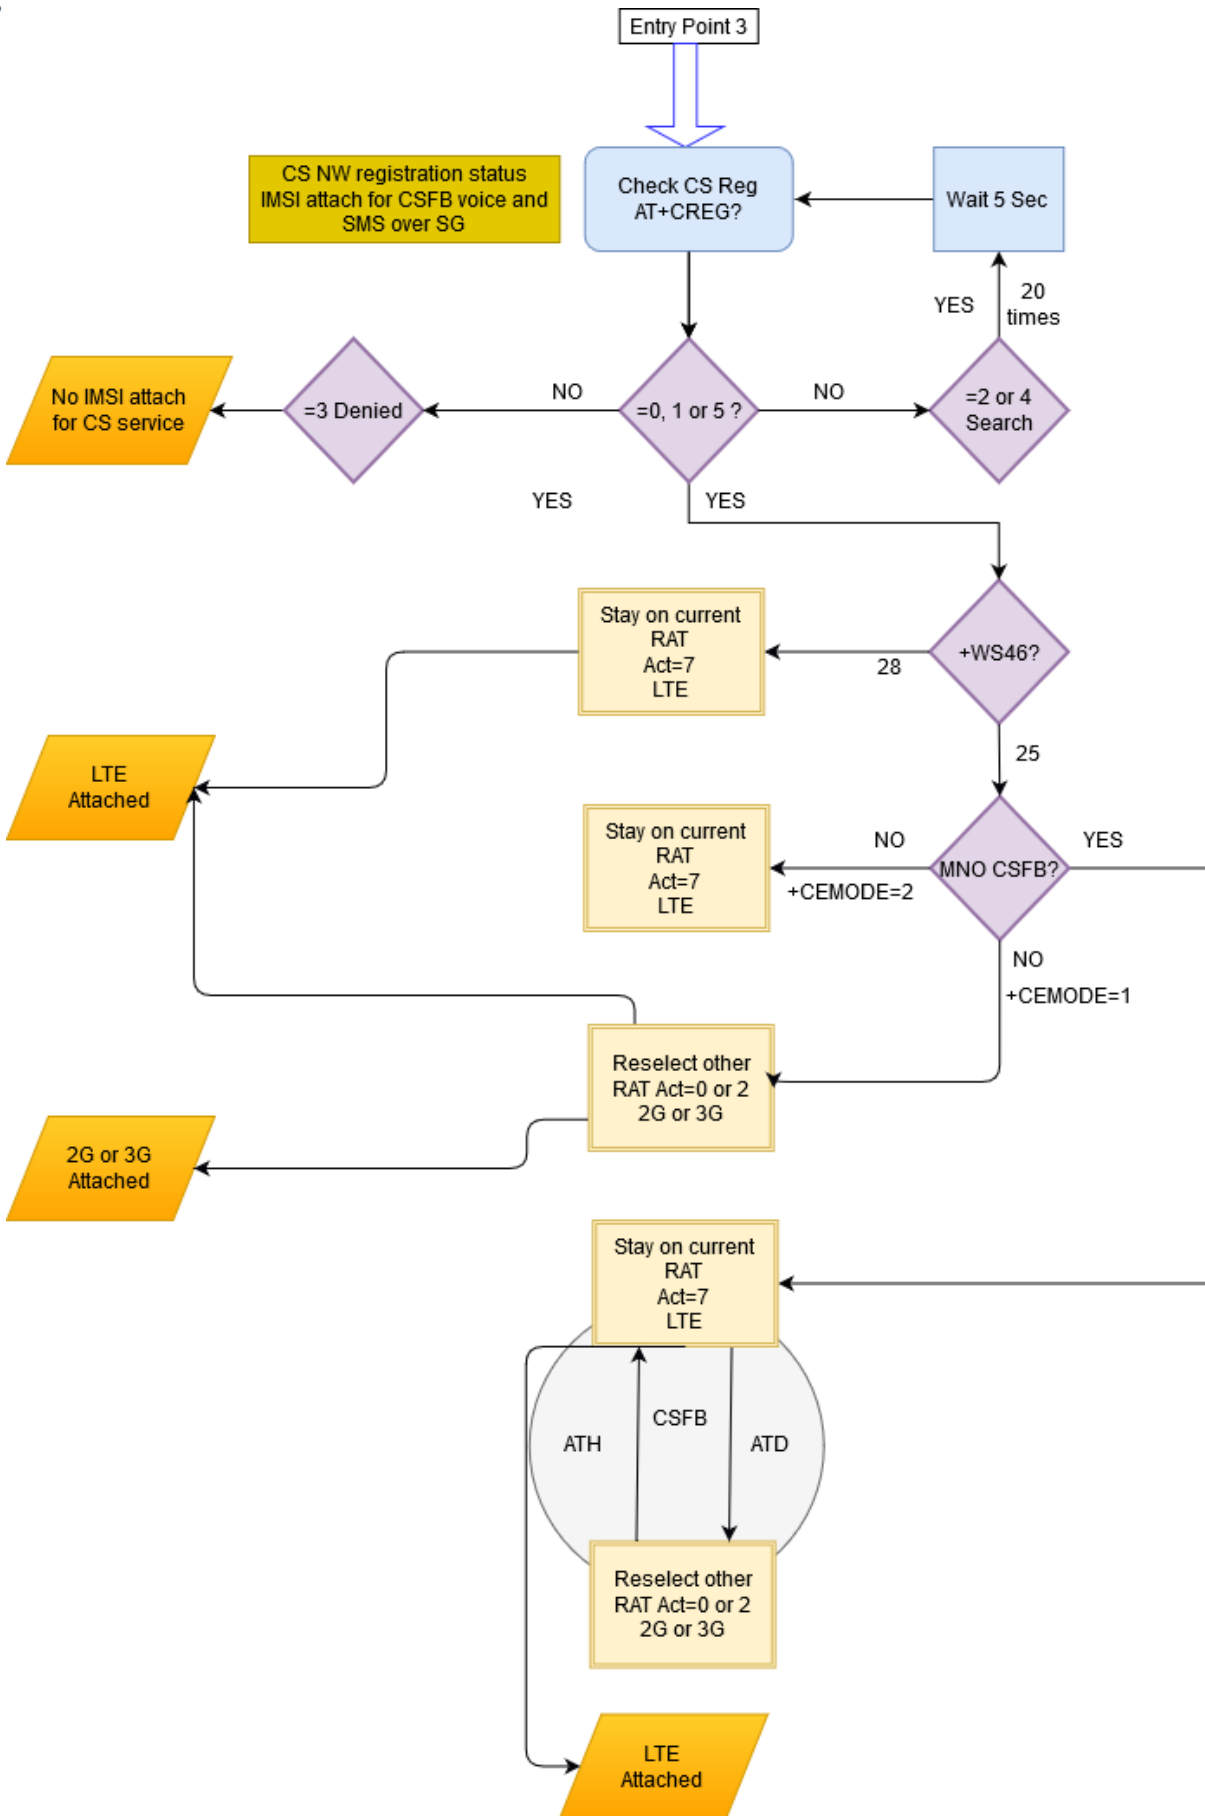 Entry Point 3
CS NW registration status
IMSI attach for CSFB voice and
SMS over SG
Check CS Reg
AT+CREG?
Wait 5 Sec
YES
20
times
No IMSI attach
for CS service
=3 Denied
NO
=0, 1 or 5 ?
NO
=2 or 4
Search
YES
YES
Stay on current
RAT
Act=7
LTE
28
+WS46?
25
LTE
Attached
Stay on current
RAT
Act=7
LTE
NO
+CEMODE=2
MNO CSFB?
YES
NO
+CEMODE=1
Reselect other
RAT Act=0 or 2
2G or 3G
2G or 3G
Attached
Stay on current
RAT
Act=7
LTE
ATH
CSFB
ATD
Reselect other
RAT Act=0 or 2
2G or 3G
LTE
Attached